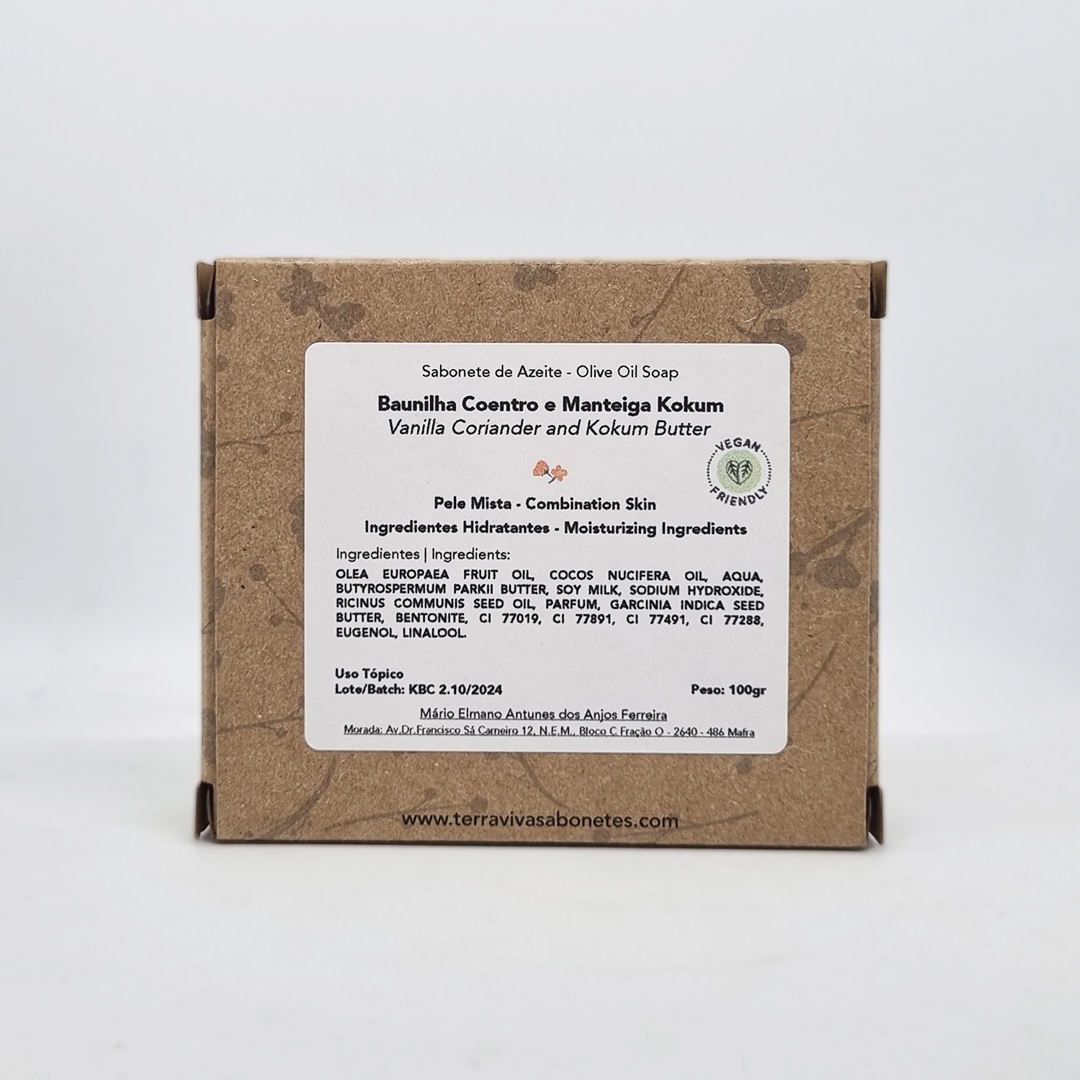 Sabonete de Azeite - Olive Oil Soap
Baunilha Coentro e Manteiga Kokum
Vanilla Coriander and Kokum Butter
VEGAN
FRIENDLY
Pele Mista - Combination Skin
Ingredientes Hidratantes - Moisturizing Ingredients
Ingredientes | Ingredients:
OLEA EUROPAEA FRUIT OIL, COCOS NUCIFERA OIL, AQUA,
BUTYROSPERMUM PARKII BUTTER, SOY MILK, SODIUM HYDROXIDE,
RICINUS COMMUNIS SEED OIL, PARFUM, GARCINIA INDICA SEED
BUTTER, BENTONITE, CI 77019, CI 77891, CI 77491, CI 77288,
EUGENOL, LINALOOL.
Uso Tópico
Lote/Batch: KBC 2.10/2024 Peso: 100gr
Mário Elmano Antunes dos Anjos Ferreira
Morada: Av.Dr.Francisco Sá Carneiro 12, N.E.M., Bloco C Fração O - 2640 - 486 Mafra
www.terravivasabonetes.com